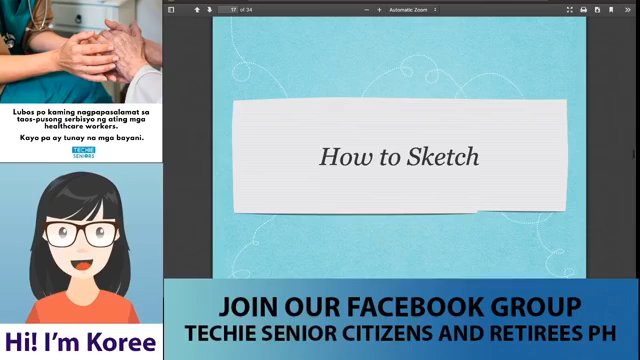 17 of 34
Automatic Zoom
Lubos po kaming nagpapasalamat sa
taos-pusong serbisyo ng ating mga
healthcare workers.
Kayo pa ay tunay na mga bayani.
TECHIE
SENIORS
How to Sketch
Hi! I'm Koree
JOIN OUR FACEBOOK GROUP
TECHIE SENIOR CITIZENS AND RETIREES PH